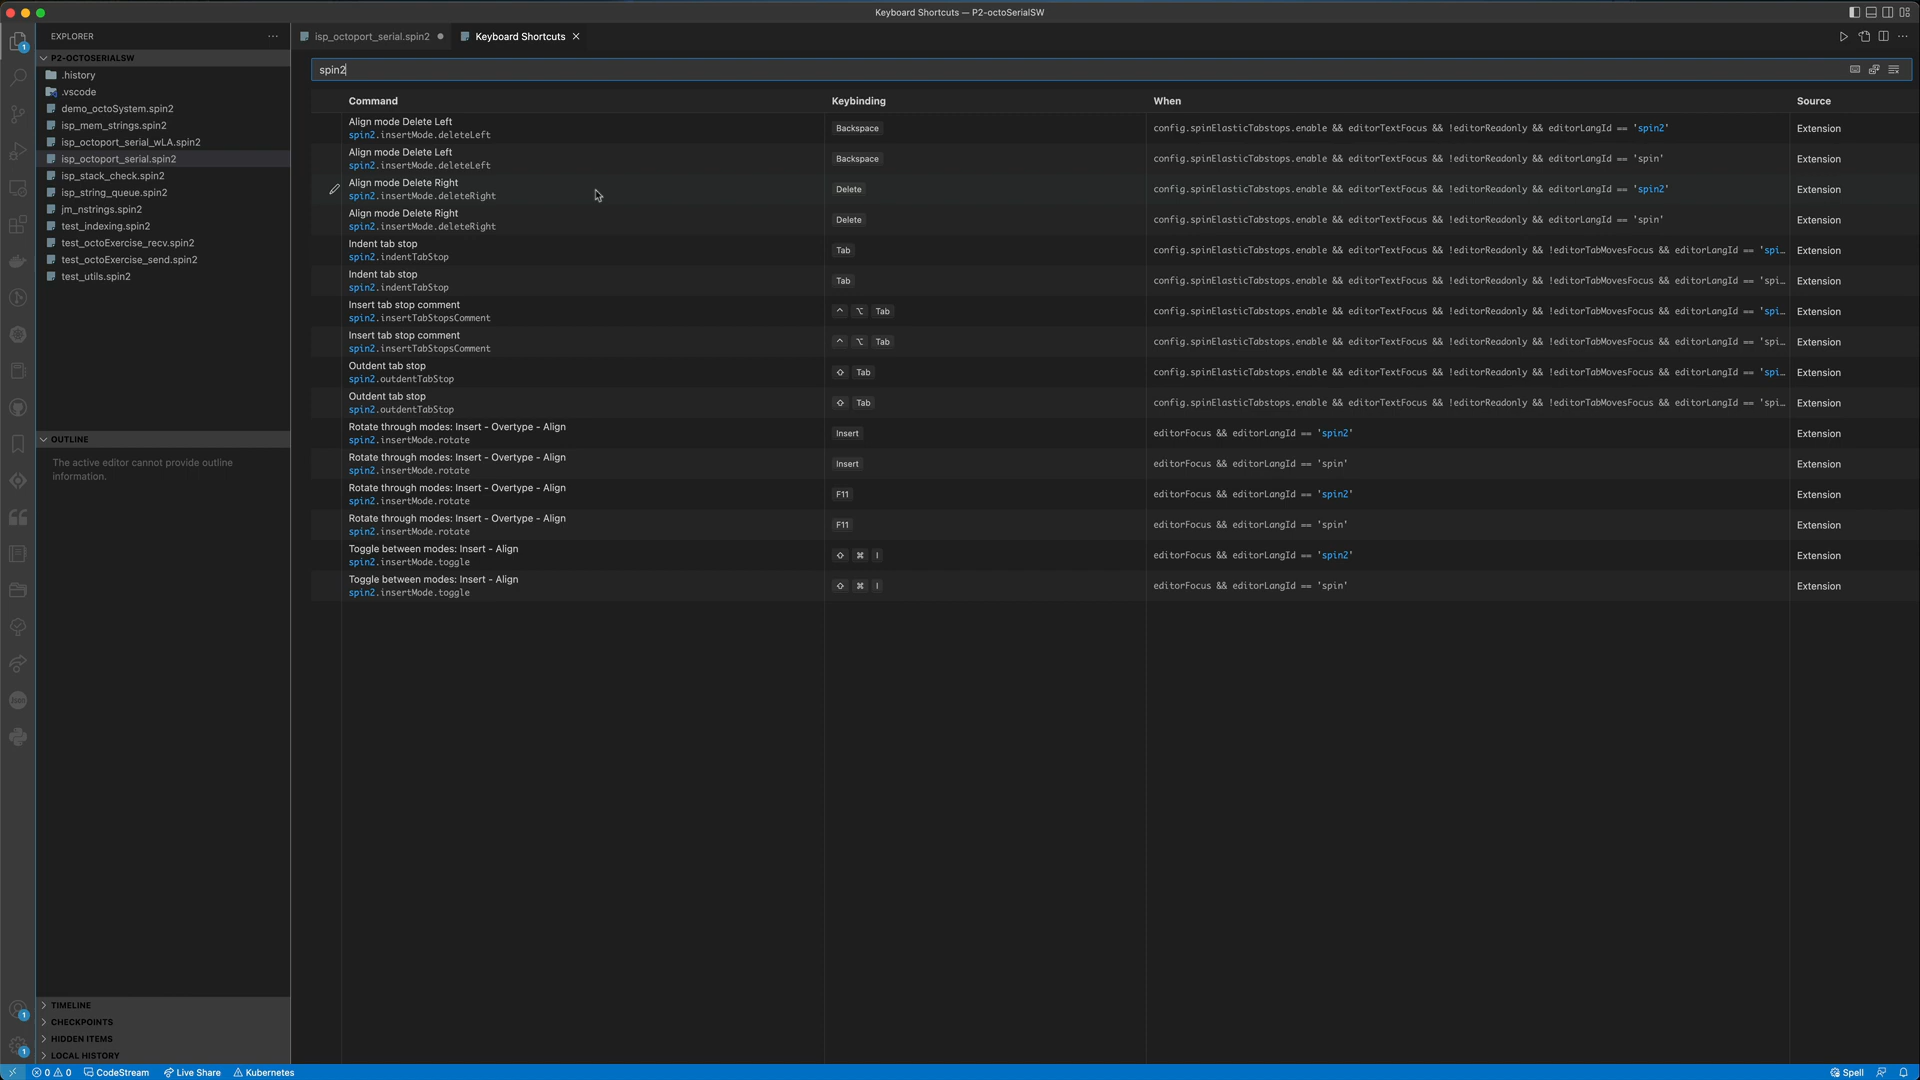 Keyboard Shortcuts — P2-octoSerialSW
EXPLORER
isp_octoport_serial.spin2
Keyboard Shortcuts
P2-OCTOSERIALSW
.history
.vscode
demo_octoSystem.spin2
isp_mem_strings.spin2
isp_octoport_serial_wLA.spin2
isp_octoport_serial.spin2
isp_stack_check.spin2
isp_string_queue.spin2
jm_nstrings.spin2
test_indexing.spin2
test_octoExercise_recv.spin2
test_octoExercise_send.spin2
test_utils.spin2
OUTLINE
The active editor cannot provide outline
information.
TIMELINE
CHECKPOINTS
HIDDEN ITEMS
LOCAL HISTORY
spin2
Command Keybinding When Source
Align mode Delete Left
spin2.insertMode.deleteLeft
Backspace
config.spinElasticTabstops.enable && editorTextFocus && !editorReadonly && editorLangId == 'spin2'
Extension
Align mode Delete Left
spin2.insertMode.deleteLeft
Backspace
config.spinElasticTabstops.enable && editorTextFocus && !editorReadonly && editorLangId == 'spin'
Extension
Align mode Delete Right
spin2.insertMode.deleteRight
Delete
config.spinElasticTabstops.enable && editorTextFocus && !editorReadonly && editorLangId == 'spin2'
Extension
Align mode Delete Right
spin2.insertMode.deleteRight
Delete
config.spinElasticTabstops.enable && editorTextFocus && !editorReadonly && editorLangId == 'spin'
Extension
Indent tab stop
spin2.indentTabStop
Tab
config.spinElasticTabstops.enable && editorTextFocus && !editorReadonly && !editorTabMovesFocus && editorLangId == 'spi…
Extension
Indent tab stop
spin2.indentTabStop
Tab
config.spinElasticTabstops.enable && editorTextFocus && !editorReadonly && !editorTabMovesFocus && editorLangId == 'spi…
Extension
Insert tab stop comment
spin2.insertTabStopsComment
⌃ ⌥ Tab
config.spinElasticTabstops.enable && editorTextFocus && !editorReadonly && !editorTabMovesFocus && editorLangId == 'spi…
Extension
Insert tab stop comment
spin2.insertTabStopsComment
⌃ ⌥ Tab
config.spinElasticTabstops.enable && editorTextFocus && !editorReadonly && !editorTabMovesFocus && editorLangId == 'spi…
Extension
Outdent tab stop
spin2.outdentTabStop
⇧ Tab
config.spinElasticTabstops.enable && editorTextFocus && !editorReadonly && !editorTabMovesFocus && editorLangId == 'spi…
Extension
Outdent tab stop
spin2.outdentTabStop
⇧ Tab
config.spinElasticTabstops.enable && editorTextFocus && !editorReadonly && !editorTabMovesFocus && editorLangId == 'spi…
Extension
Rotate through modes: Insert - Overtype - Align
spin2.insertMode.rotate
Insert
editorFocus && editorLangId == 'spin2'
Extension
Rotate through modes: Insert - Overtype - Align
spin2.insertMode.rotate
Insert
editorFocus && editorLangId == 'spin'
Extension
Rotate through modes: Insert - Overtype - Align
spin2.insertMode.rotate
F11
editorFocus && editorLangId == 'spin2'
Extension
Rotate through modes: Insert - Overtype - Align
spin2.insertMode.rotate
F11
editorFocus && editorLangId == 'spin'
Extension
Toggle between modes: Insert - Align
spin2.insertMode.toggle
⇧ ⌘ I
editorFocus && editorLangId == 'spin2'
Extension
Toggle between modes: Insert - Align
spin2.insertMode.toggle
⇧ ⌘ I
editorFocus && editorLangId == 'spin'
Extension
1
1
1
0 0 CodeStream Live Share Kubernetes Spell